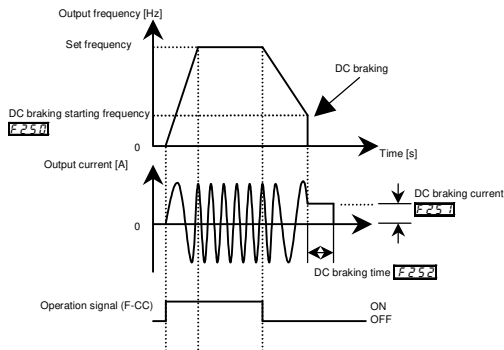 Output frequency [Hz]
Set frequency
DC braking
DC braking starting frequency
F250
0
Time [s]
Output current [A]
DC braking current
F251
0
DC braking time F252
Operation signal (F-CC)
ON
OFF